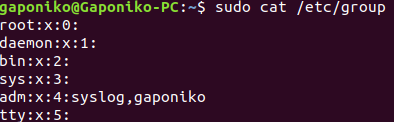 gaponiko@Gaponiko-PC:~$ sudo cat /etc/group
root:x:0:
daemon:x:1:
bin:x:2:
sys:x:3:
adm:x:4:syslog,gaponiko
tty:x:5: